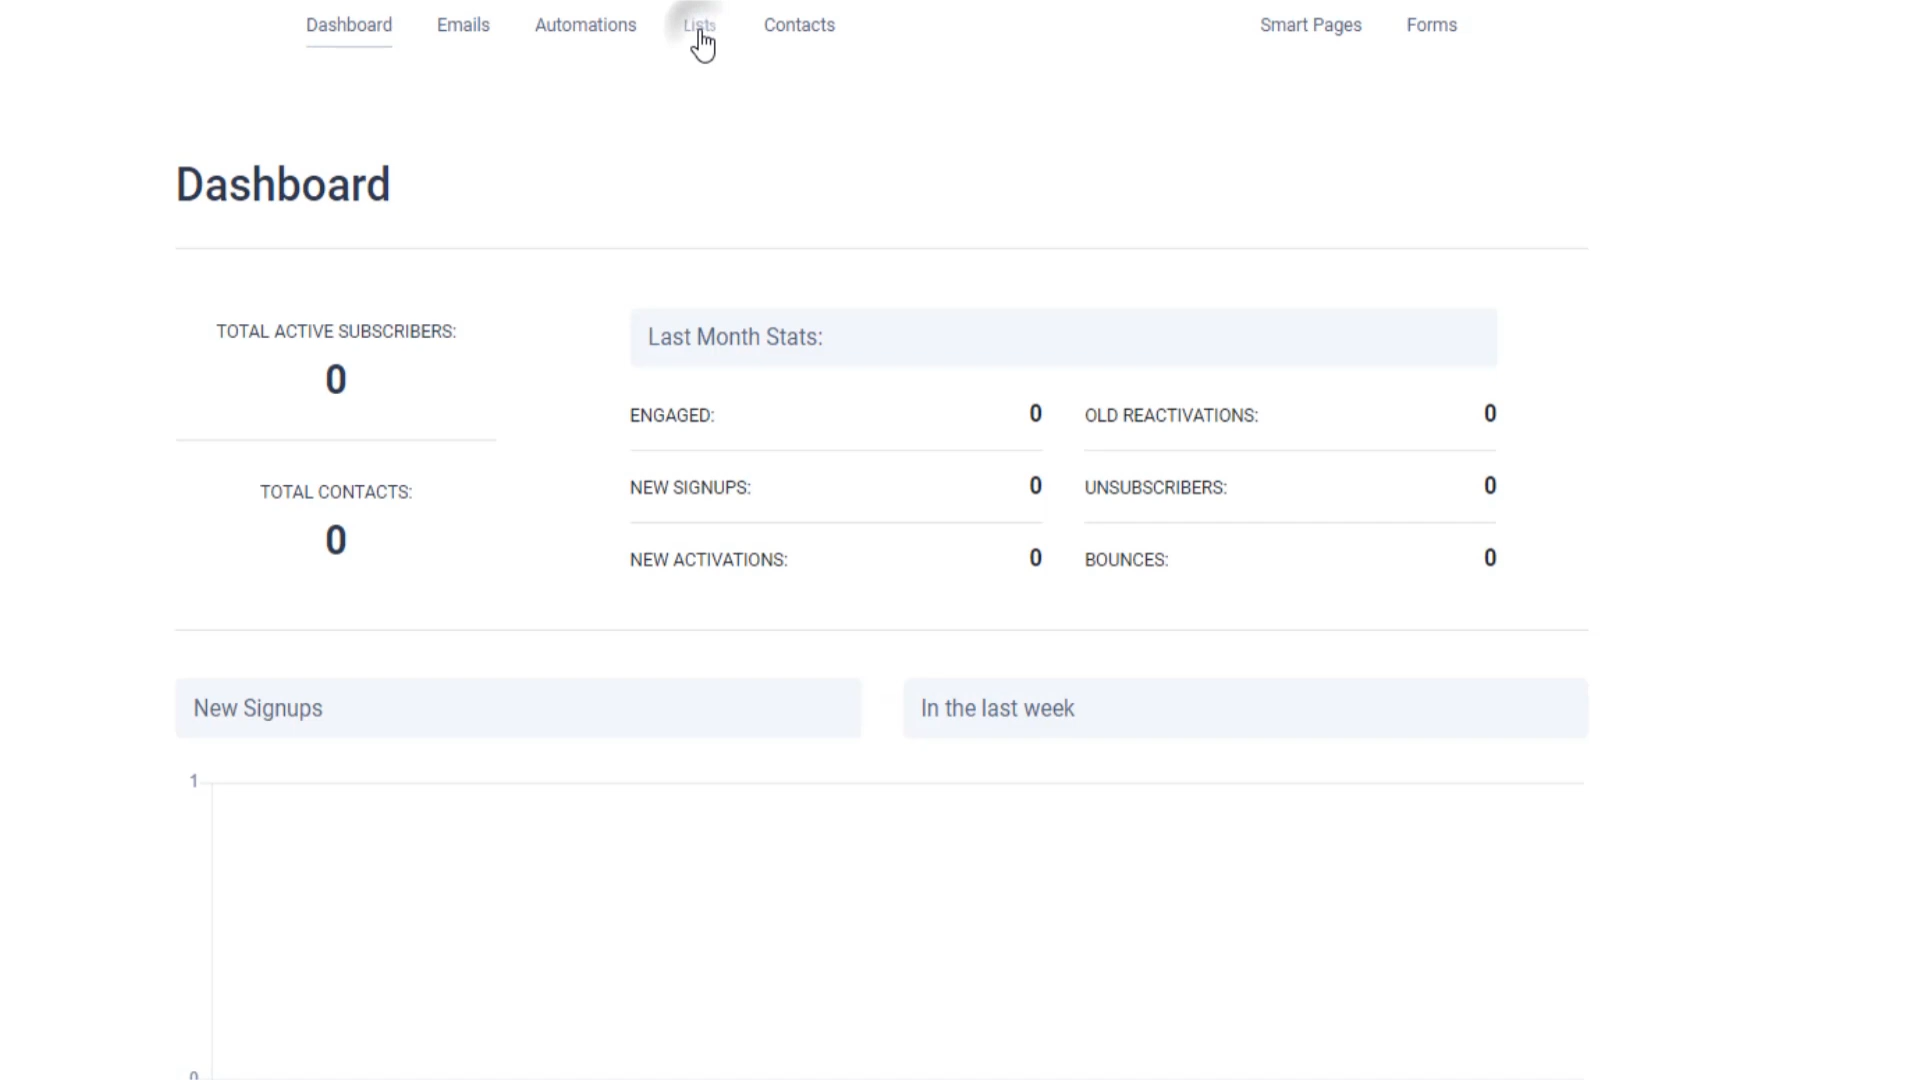 Dashboard Emails Automations Lists Contacts Smart Pages Forms
Dashboard
TOTAL ACTIVE SUBSCRIBERS:
0
TOTAL CONTACTS:
0
Last Month Stats:
ENGAGED: 0 OLD REACTIVATIONS: 0
NEW SIGNUPS: 0 UNSUBSCRIBERS: 0
NEW ACTIVATIONS: 0 BOUNCES: 0
New Signups In the last week
1
0